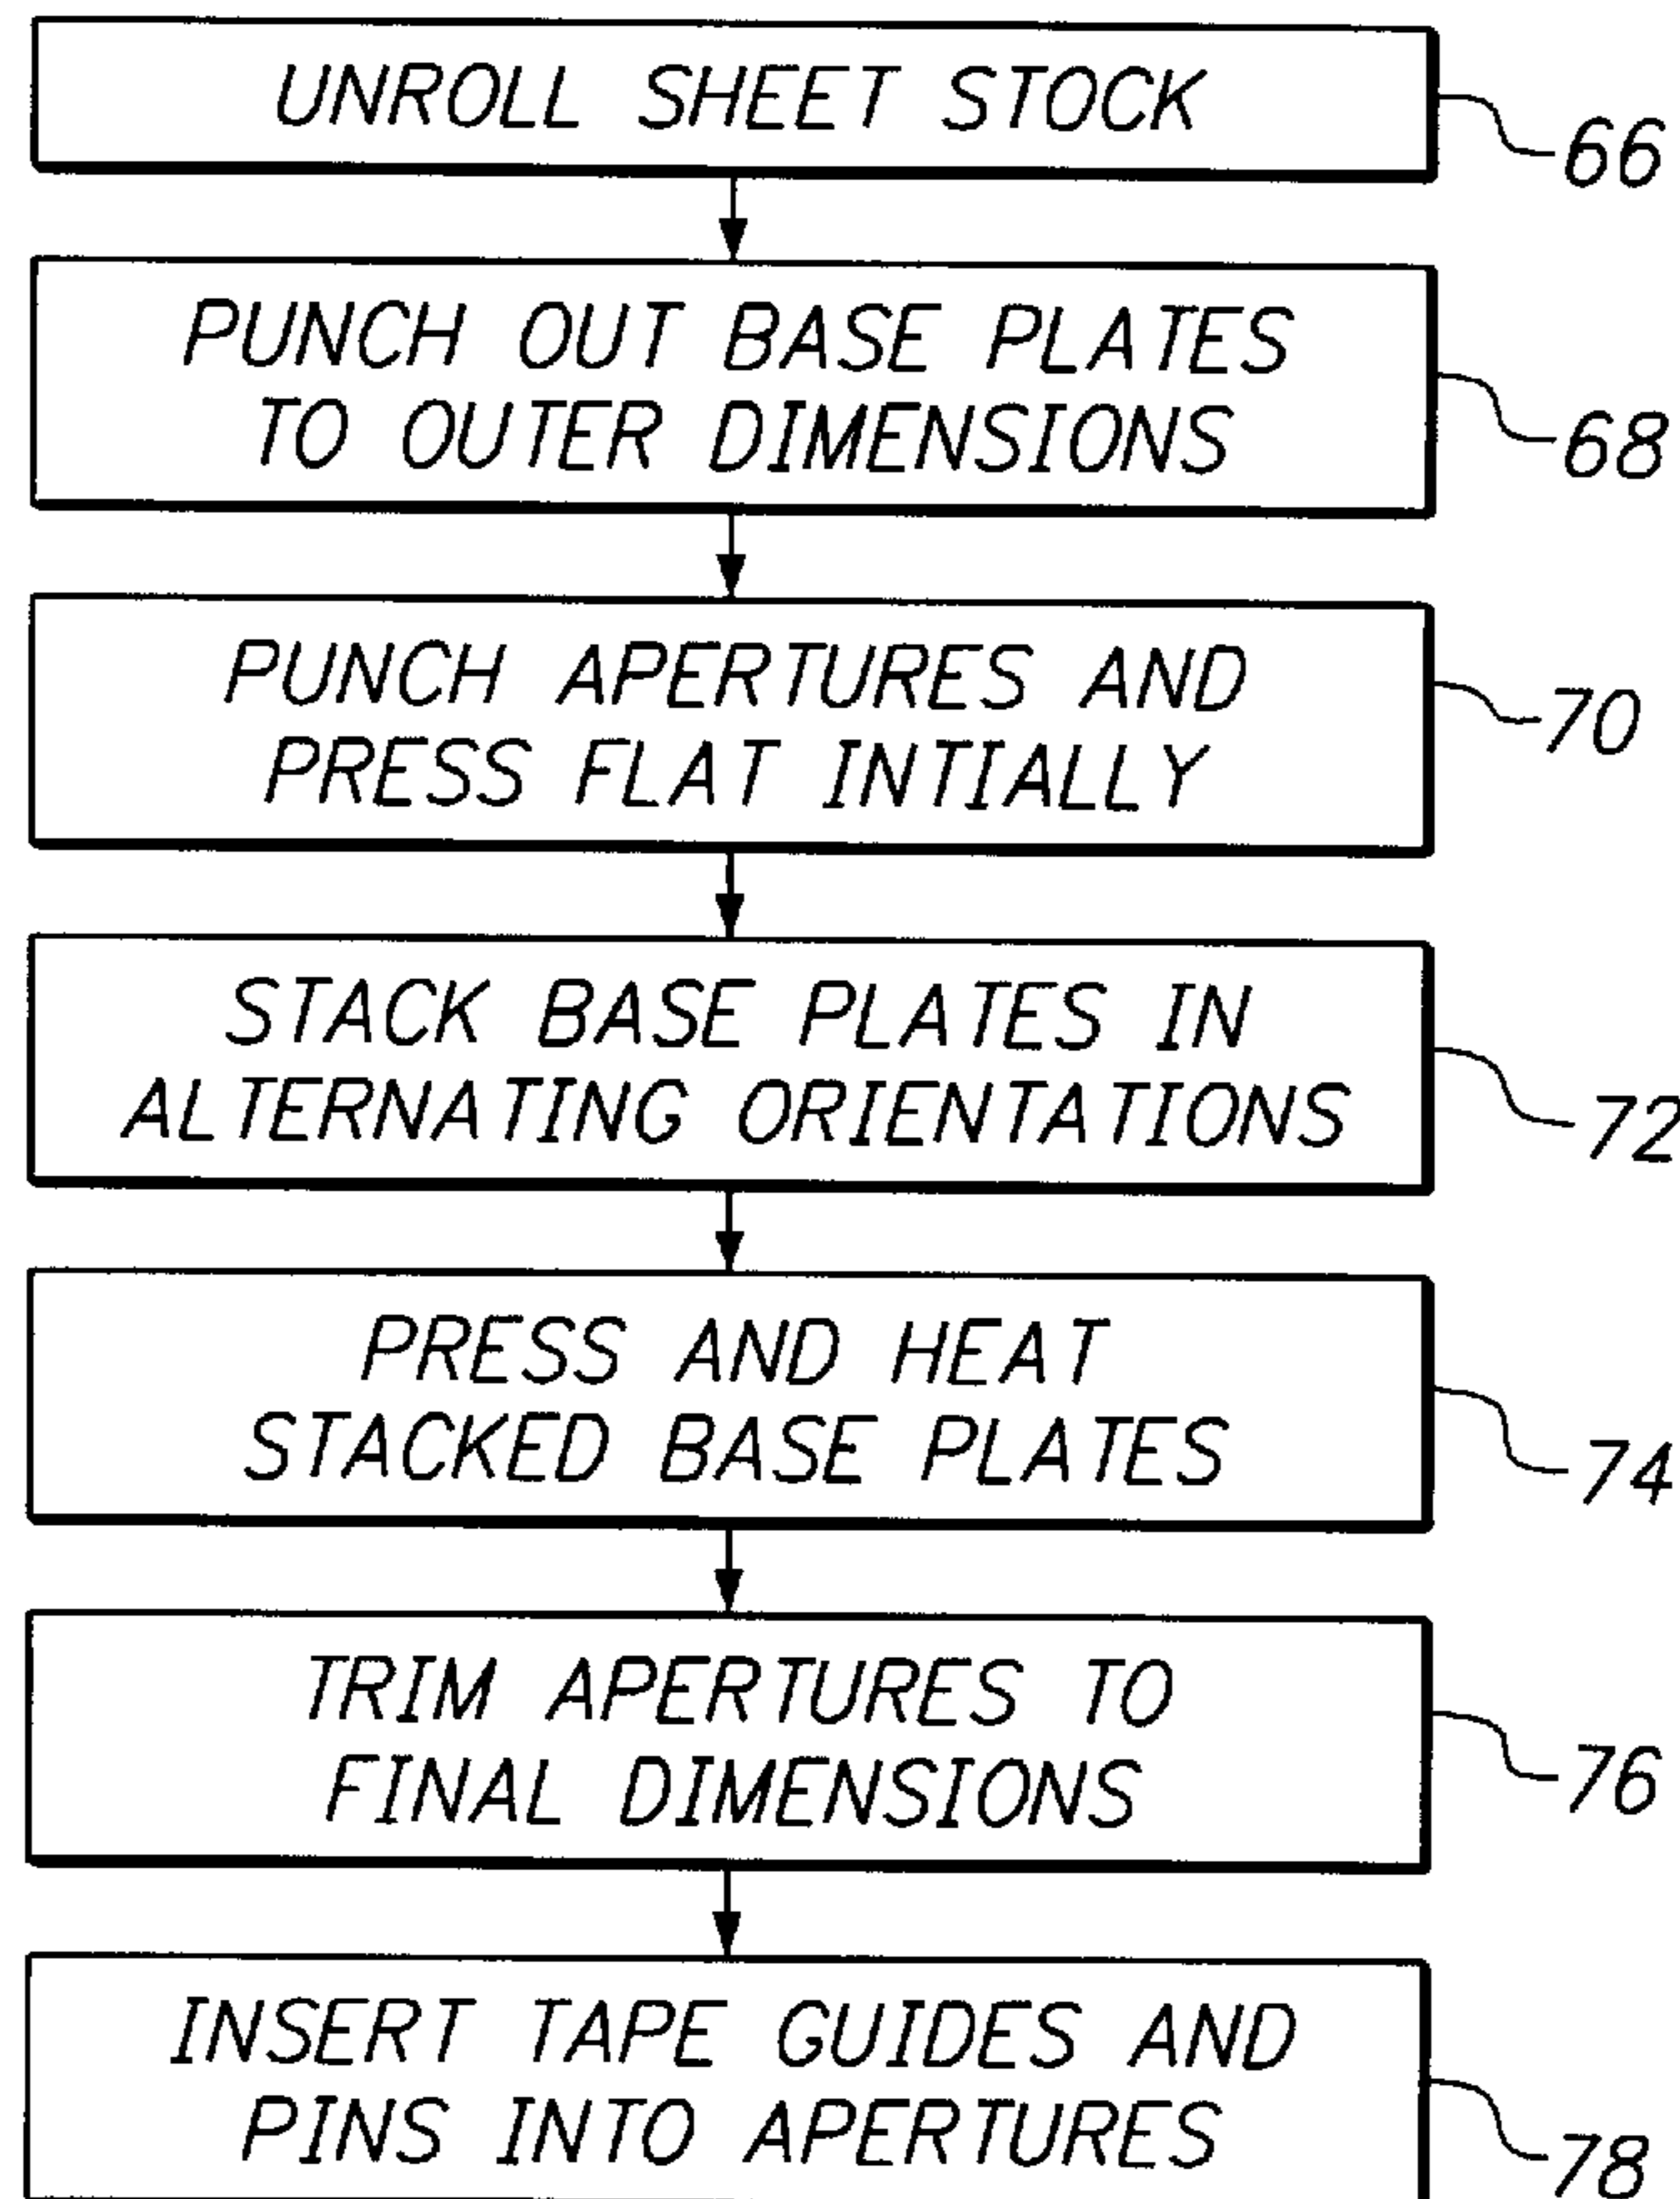 UNROLL SHEET STOCK
66
PUNCH OUT BASE PLATES
TO OUTER DIMENSIONS
68
PUNCH APERTURES AND
PRESS FLAT INTIALLY
70
STACK BASE PLATES IN
ALTERNATING ORIENTATIONS
72
PRESS AND HEAT
STACKED BASE PLATES
74
TRIM APERTURES TO
FINAL DIMENSIONS
76
INSERT TAPE GUIDES AND
PINS INTO APERTURES
78